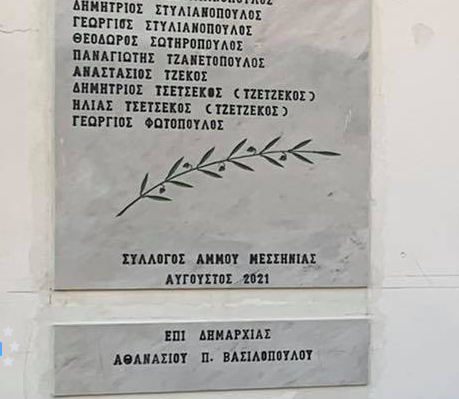 ΔΗΜΗΤΡΙΟΣ ΣΤΥΛΙΑΝΟΠΟΥΛΟΣ
ΓΕΩΡΓΙΟΣ ΣΤΥΛΙΑΝΟΠΟΥΛΟΣ
ΘΕΟΔΩΡΟΣ ΣΩΤΗΡΟΠΟΥΛΟΣ
ΠΑΝΑΓΙΩΤΗΣ ΤΖΑΝΕΤΟΠΟΥΛΟΣ
ΑΝΑΣΤΑΣΙΟΣ ΤΖΕΚΟΣ
ΔΗΜΗΤΡΙΟΣ ΤΣΕΤΣΕΚΟΣ (ΤΖΕΤΖΕΚΟΣ)
ΗΛΙΑΣ ΤΣΕΤΣΕΚΟΣ (ΤΖΕΤΖΕΚΟΣ)
ΓΕΩΡΓΙΟΣ ΦΩΤΟΠΟΥΛΟΣ
ΣΥΛΛΟΓΟΣ ΑΜΜΟΥ ΜΕΣΣΗΝΙΑΣ
ΑΥΓΟΥΣΤΟΣ 2021
ΕΠΙ ΔΗΜΑΡΧΙΑΣ
ΑΘΑΝΑΣΙΟΥ Π. ΒΑΣΙΛΟΠΟΥΛΟΥ